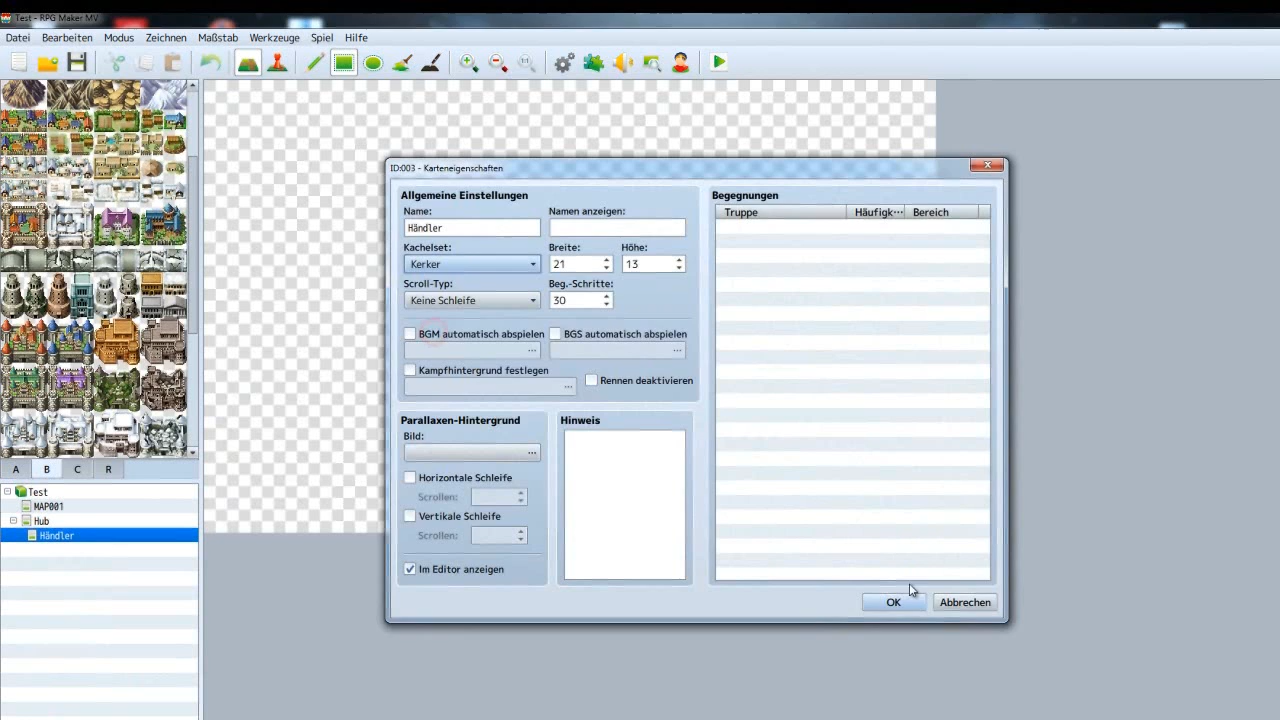 Test - RPG Maker MV
Datei Bearbeiten Modus Zeichnen Maßstab Werkzeuge Spiel Hilfe
1:1
ID:003 - Karteneigenschaften
Allgemeine Einstellungen
Name: Namen anzeigen:
Händler
Kachelset: Breite: Höhe:
Kerker 21 13
Scroll-Typ: Beg.-Schritte:
Keine Schleife 30
BGM automatisch abspielen BGS automatisch abspielen
... ...
Kampfhintergrund festlegen
... Rennen deaktivieren
Parallaxen-Hintergrund
Bild:
...
Horizontale Schleife
Scrollen:
Vertikale Schleife
Scrollen:
Im Editor anzeigen
Hinweis
Begegnungen
Truppe Häufigk··· Bereich
OK Abbrechen
A B C R
Test
MAP001
Hub
Händler